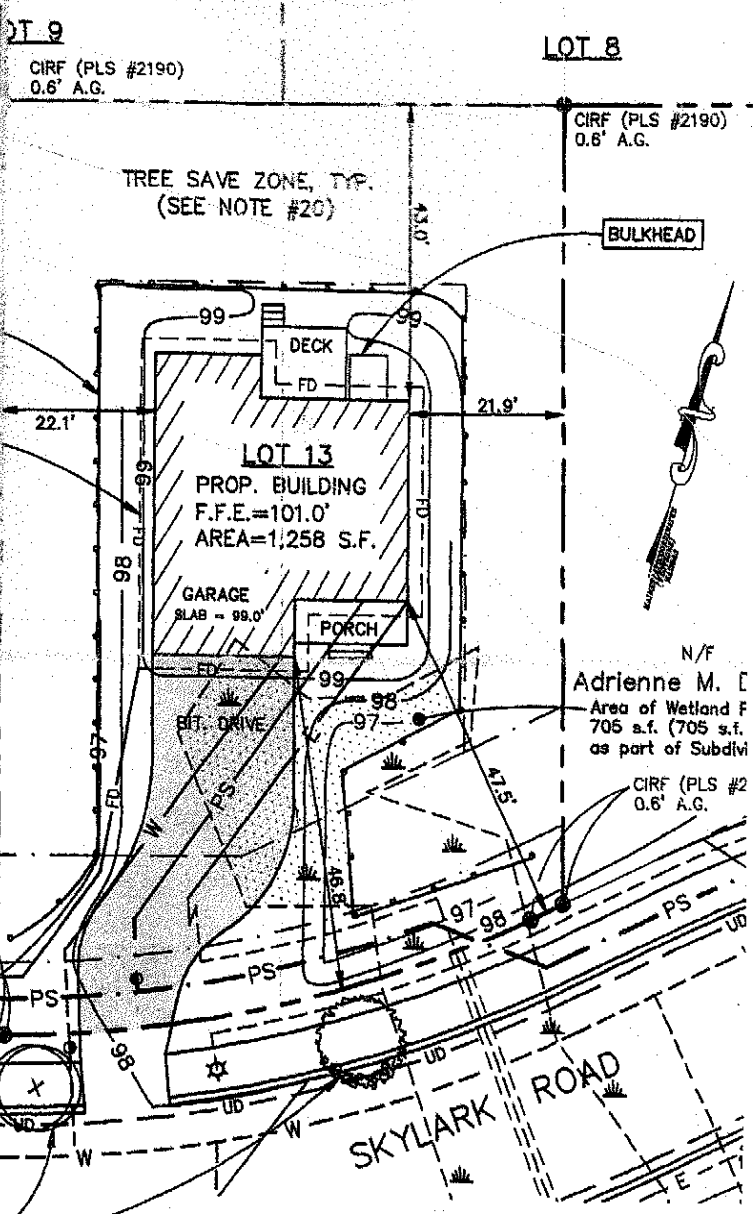 OT 9
CIRF (PLS #2190)
0.6' A.G.
LOT 8
CIRF (PLS #2190)
0.6' A.G.
TREE SAVE ZONE, TYP.
(SEE NOTE #20)
43.0'
BULKHEAD
99
99
DECK
FD
22.1'
21.9'
LOT 13
PROP. BUILDING
F.F.E.=101.0'
AREA=1,258 S.F.
99
FD
FD
98
GARAGE
SLAB = 99.0'
PORCH
FD
99
98
97
BIT. DRIVE
E
N/F
Adrienne M.
Area of Wetland F
705 s.f. (705 s.f.
as part of Subdivi
97
FD
W
PS
47.5'
CIRF (PLS #2
0.6' A.G.
46.8'
97
98
PS
UD
PS
PS
98
UD
UD
UD
W
W
SKYLARK ROAD
E